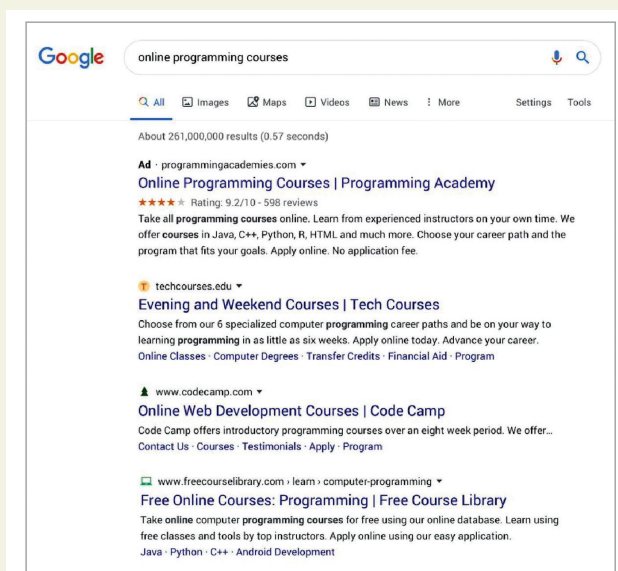 Google
online programming courses
All Images Maps Videos News More Settings Tools
About 261,000,000 results (0.57 seconds)
Ad · programmingacademies.com
Online Programming Courses | Programming Academy
Rating: 9.2/10 - 598 reviews
Take all programming courses online. Learn from experienced instructors on your own time. We
offer courses in Java, C++, Python, R, HTML and much more. Choose your career path and the
program that fits your goals. Apply online. No application fee.
T techcourses.edu
Evening and Weekend Courses | Tech Courses
Choose from our 6 specialized computer programming career paths and be on your way to
learning programming in as little as six weeks. Apply online today. Advance your career.
Online Classes · Computer Degrees · Transfer Credits · Financial Aid · Program
www.codecamp.com
Online Web Development Courses | Code Camp
Code Camp offers introductory programming courses over an eight week period. We offer...
Contact Us · Courses · Testimonials · Apply · Program
www.freecourselibrary.com › learn › computer-programming
Free Online Courses: Programming | Free Course Library
Take online computer programming courses for free using our online database. Learn using
free classes and tools by top instructors. Apply online using our easy application.
Java · Python · C++ · Android Development